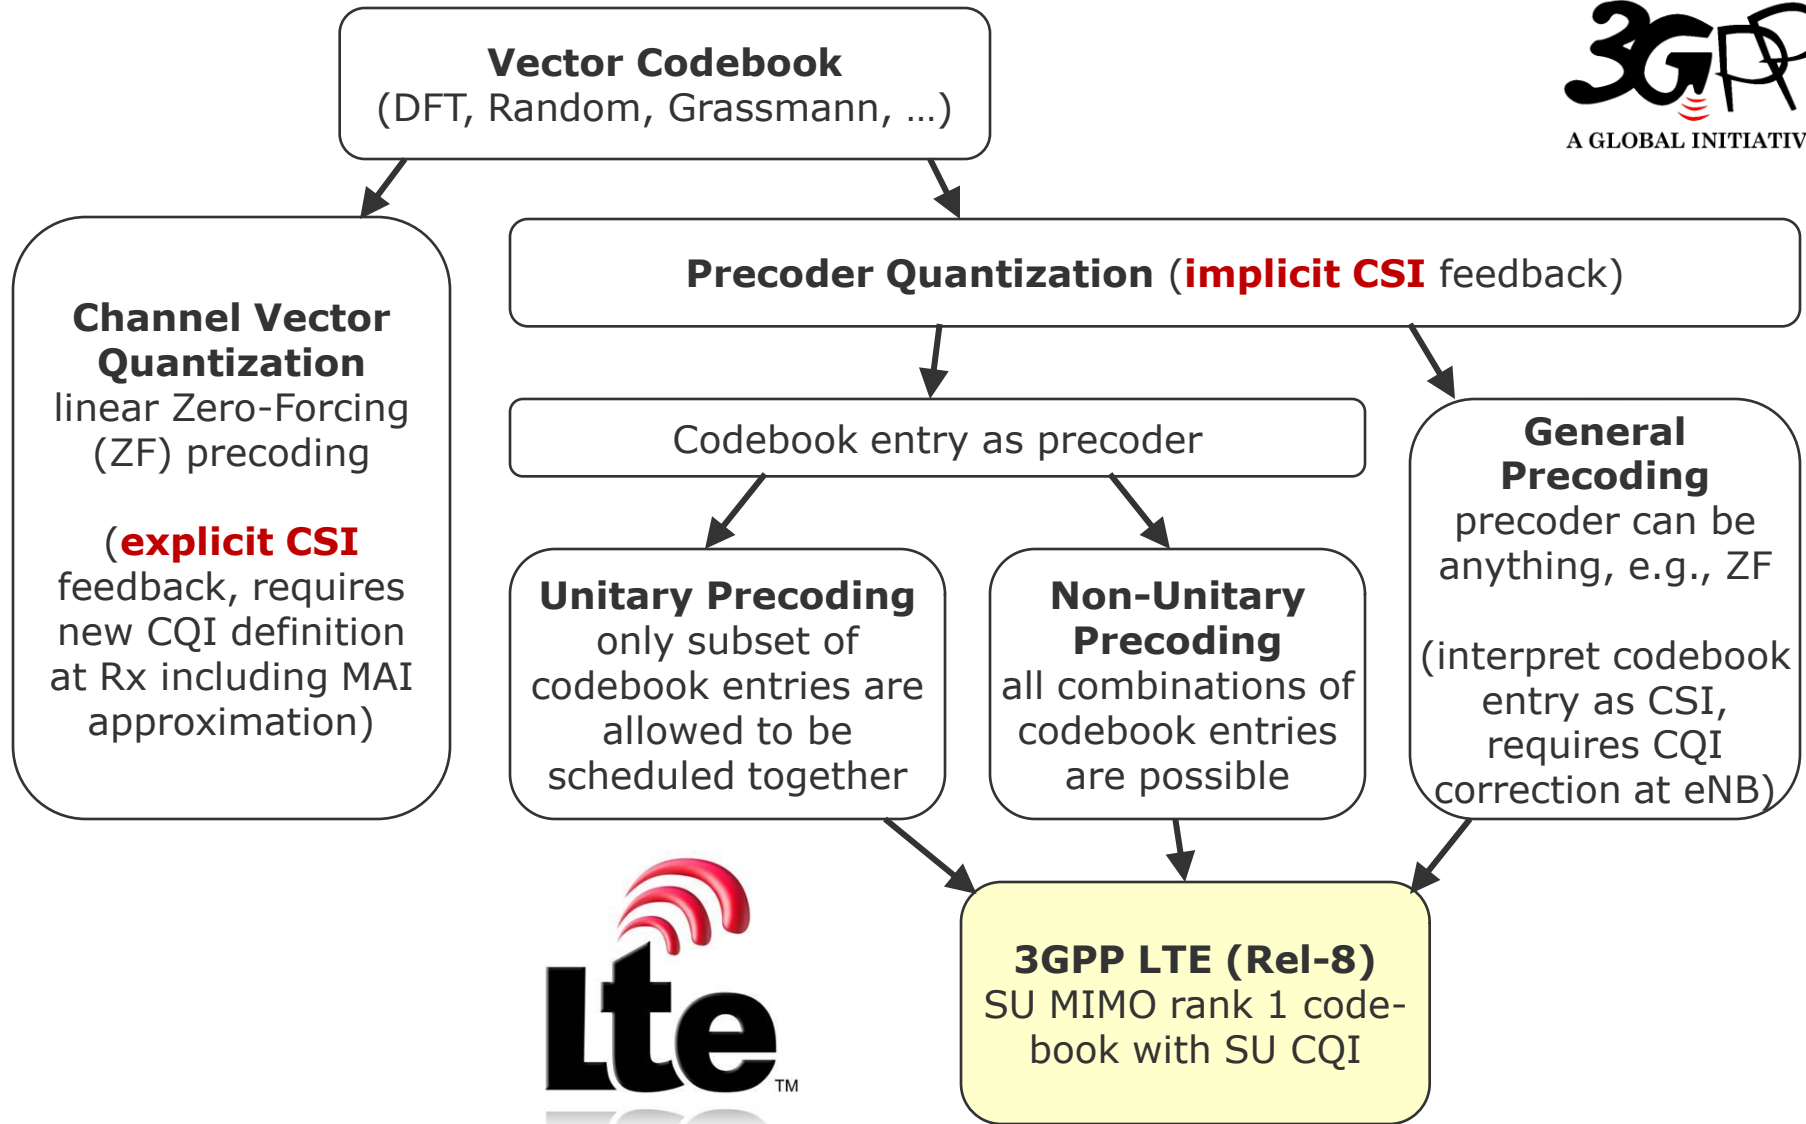 Vector Codebook
(DFT, Random, Grassmann, ...)
3GPP
A GLOBAL INITIATIV
Channel Vector
Quantization
linear Zero-Forcing
(ZF) precoding
(explicit CSI
feedback, requires
new CQI definition
at Rx including MAI
approximation)
Precoder Quantization (implicit CSI feedback)
Codebook entry as precoder
General
Precoding
precoder can be
anything, e.g., ZF
(interpret codebook
entry as CSI,
requires CQI
correction at eNB)
Unitary Precoding
only subset of
codebook entries are
allowed to be
scheduled together
Non-Unitary
Precoding
all combinations of
codebook entries
are possible
Lte
TM
3GPP LTE (Rel-8)
SU MIMO rank 1 code-
book with SU CQI